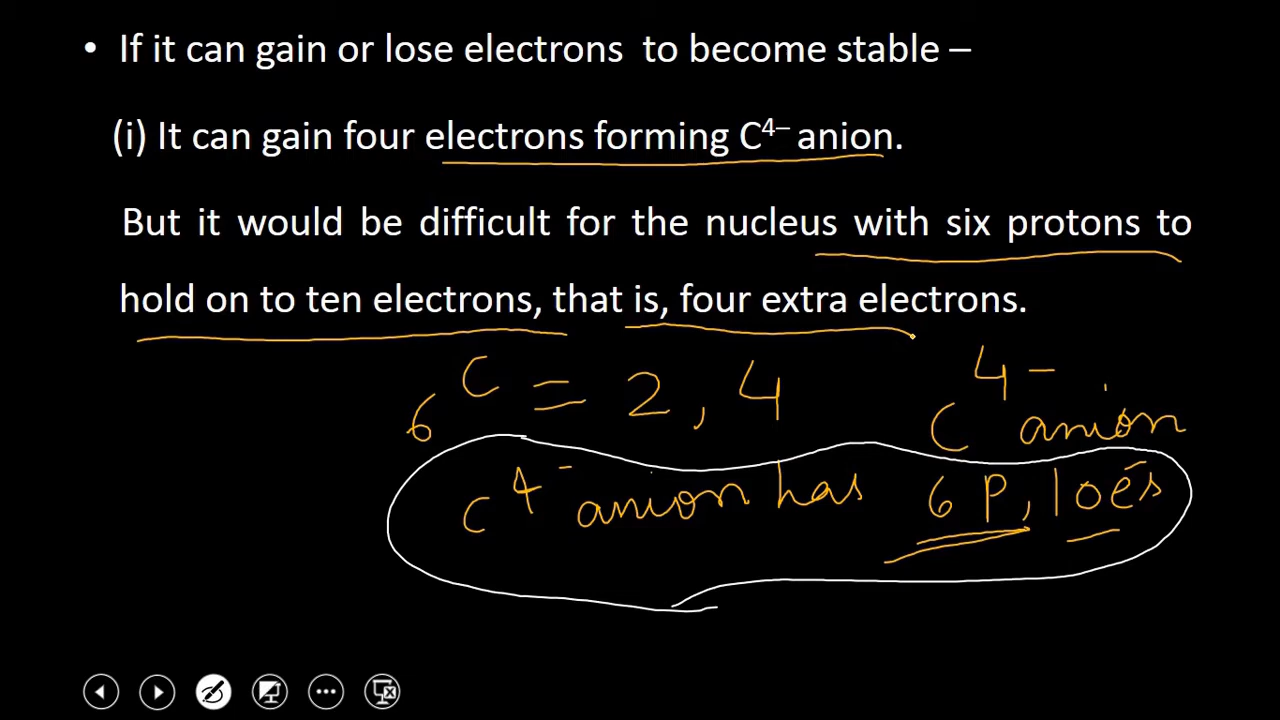 • If it can gain or lose electrons to become stable –
(i) It can gain four electrons forming C⁴⁻ anion.
But it would be difficult for the nucleus with six protons to
hold on to ten electrons, that is, four extra electrons.
₆C = 2, 4 C⁴⁻ anion
C⁴⁻ anion has 6 P, 10 e⁻s